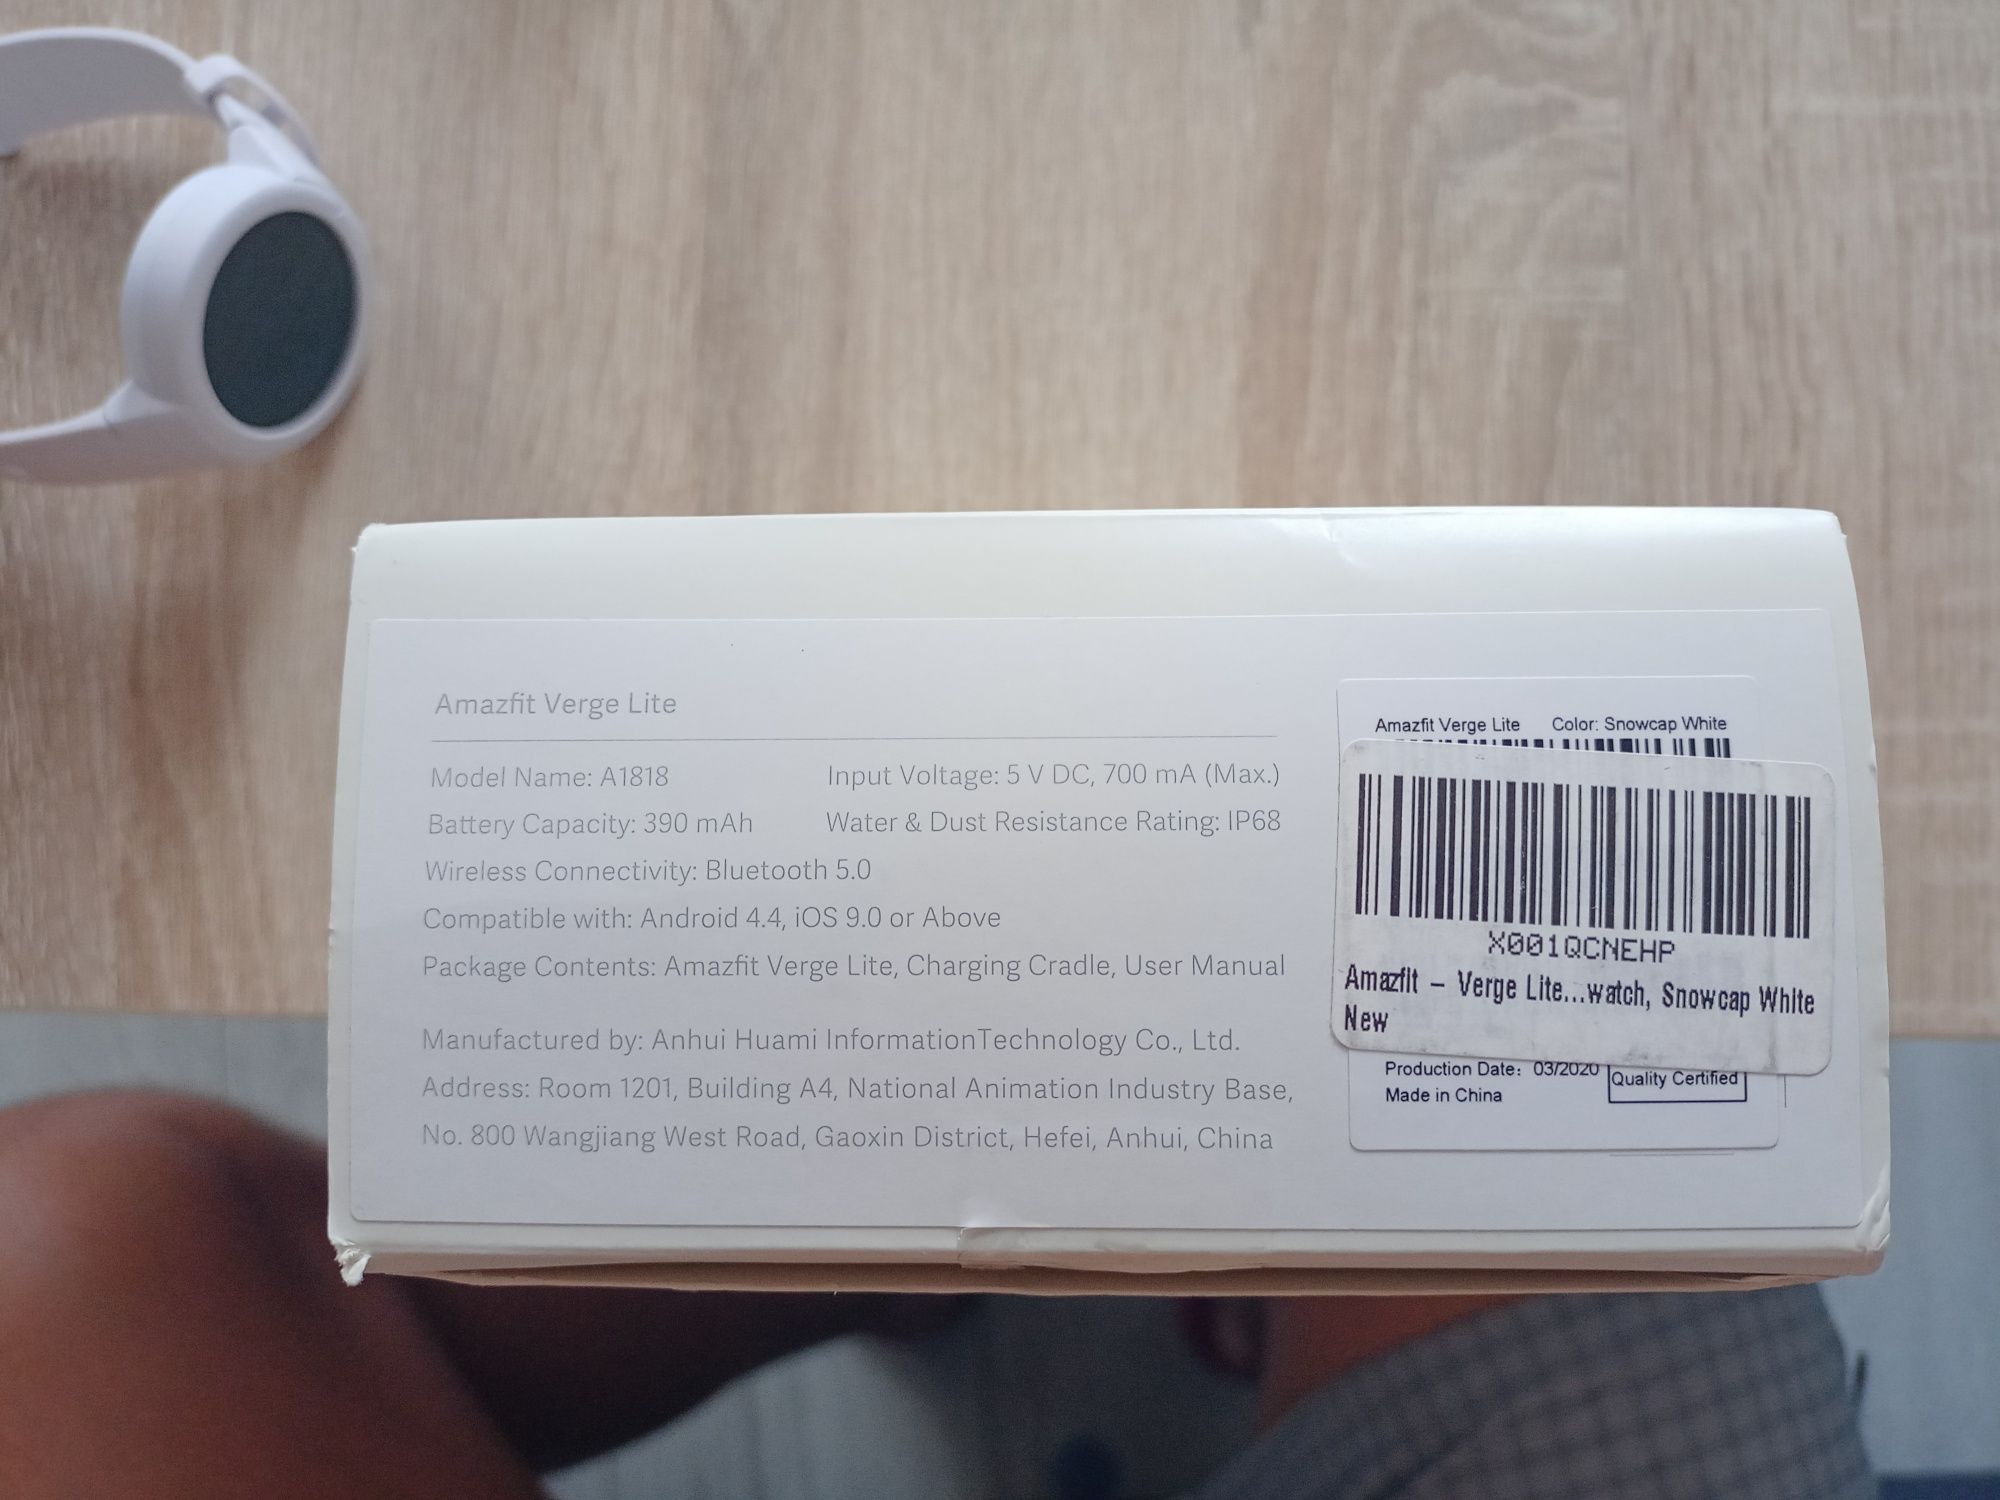 Amazfit Verge Lite
Model Name: A1818
Input Voltage: 5 V DC, 700 mA (Max.)
Battery Capacity: 390 mAh
Water & Dust Resistance Rating: IP68
Wireless Connectivity: Bluetooth 5.0
Compatible with: Android 4.4, iOS 9.0 or Above
Package Contents: Amazfit Verge Lite, Charging Cradle, User Manual
Manufactured by: Anhui Huami InformationTechnology Co., Ltd.
Address: Room 1201, Building A4, National Animation Industry Base,
No. 800 Wangjiang West Road, Gaoxin District, Hefei, Anhui, China
Amazfit Verge Lite Color: Snowcap White
X001QCNEHP
Amazfit – Verge Lite...watch, Snowcap White
New
Production Date: 03/2020
Quality Certified
Made in China